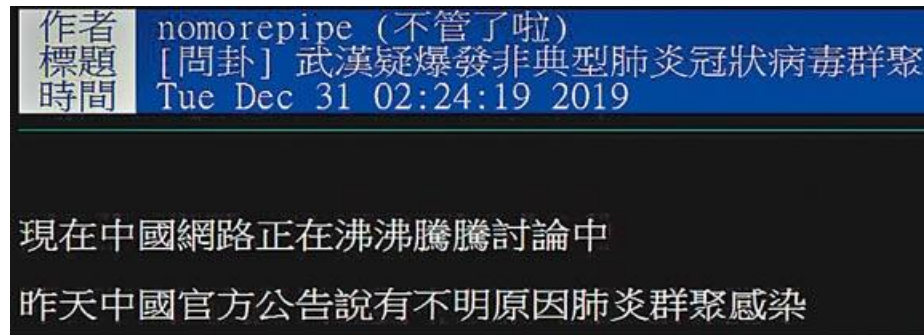 作者 nomorepipe (不管了啦)
標題 [問卦] 武漢疑爆發非典型肺炎冠狀病毒群聚
時間 Tue Dec 31 02:24:19 2019
現在中國網路正在沸沸騰騰討論中
昨天中國官方公告說有不明原因肺炎群聚感染